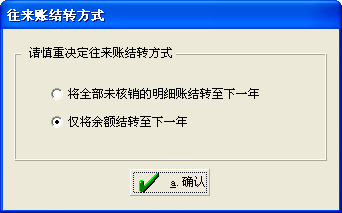 往来账结转方式
请慎重决定往来账结转方式
将全部未核销的明细账结转至下一年
仅将余额结转至下一年
a. 确认